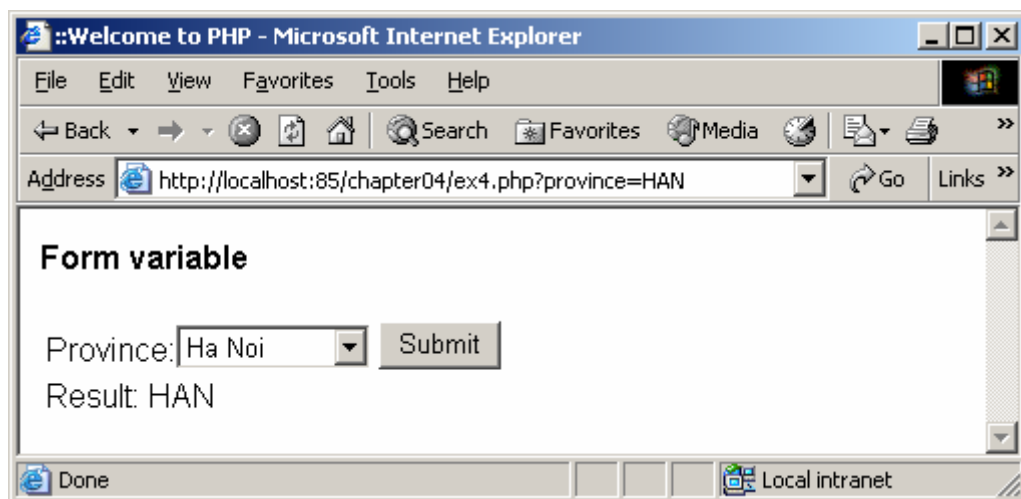 ::Welcome to PHP - Microsoft Internet Explorer
File Edit View Favorites Tools Help
Back Search Favorites Media »
Address http://localhost:85/chapter04/ex4.php?province=HAN Go Links »
Form variable
Province: Ha Noi Submit
Result: HAN
Done Local intranet